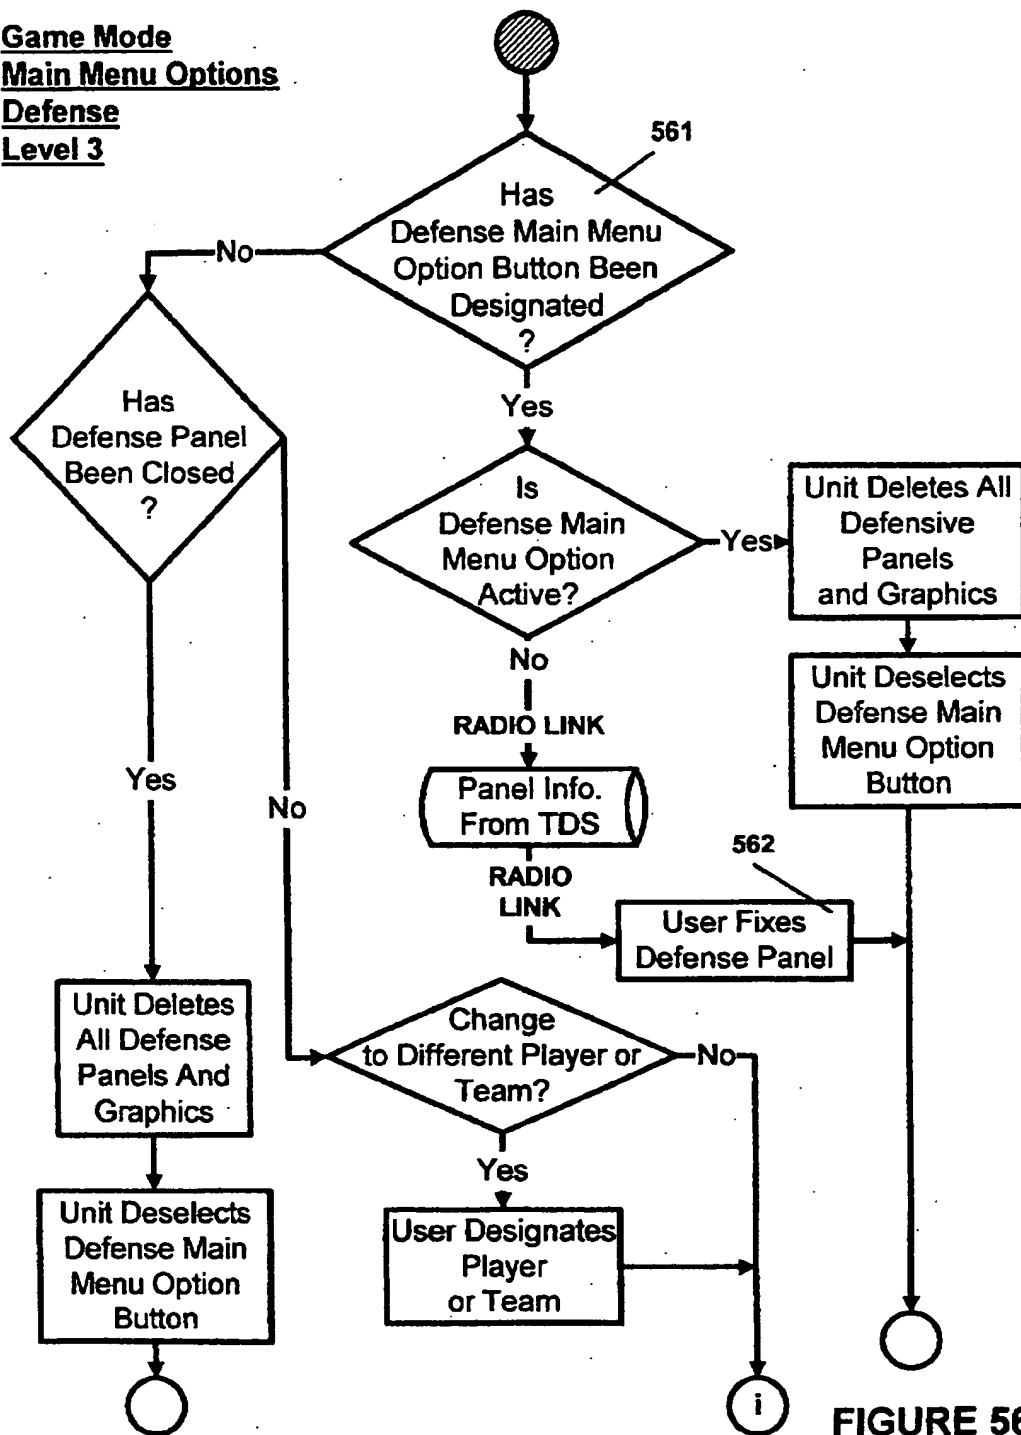 Game Mode
Main Menu Options
Defense
Level 3
561
Has
Defense Main Menu
Option Button Been
Designated
?
No
Yes
Has
Defense Panel
Been Closed
?
Is
Defense Main
Menu Option
Active?
Yes
Unit Deletes All
Defensive
Panels
and Graphics
No
Unit Deselects
Defense Main
Menu Option
Button
RADIO LINK
Panel Info.
From TDS
Yes
No
RADIO
LINK
562
User Fixes
Defense Panel
Unit Deletes
All Defense
Panels And
Graphics
Change
to Different Player or
Team?
No
Yes
Unit Deselects
Defense Main
Menu Option
Button
User Designates
Player
or Team
i
FIGURE 56